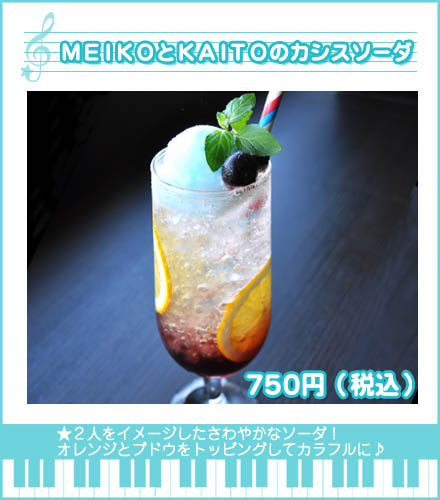 MEIKOとKAITOのカシスソーダ
750円（税込）
★２人をイメージしたさわやかなソーダ！
オレンジとブドウをトッピングしてカラフルに♪